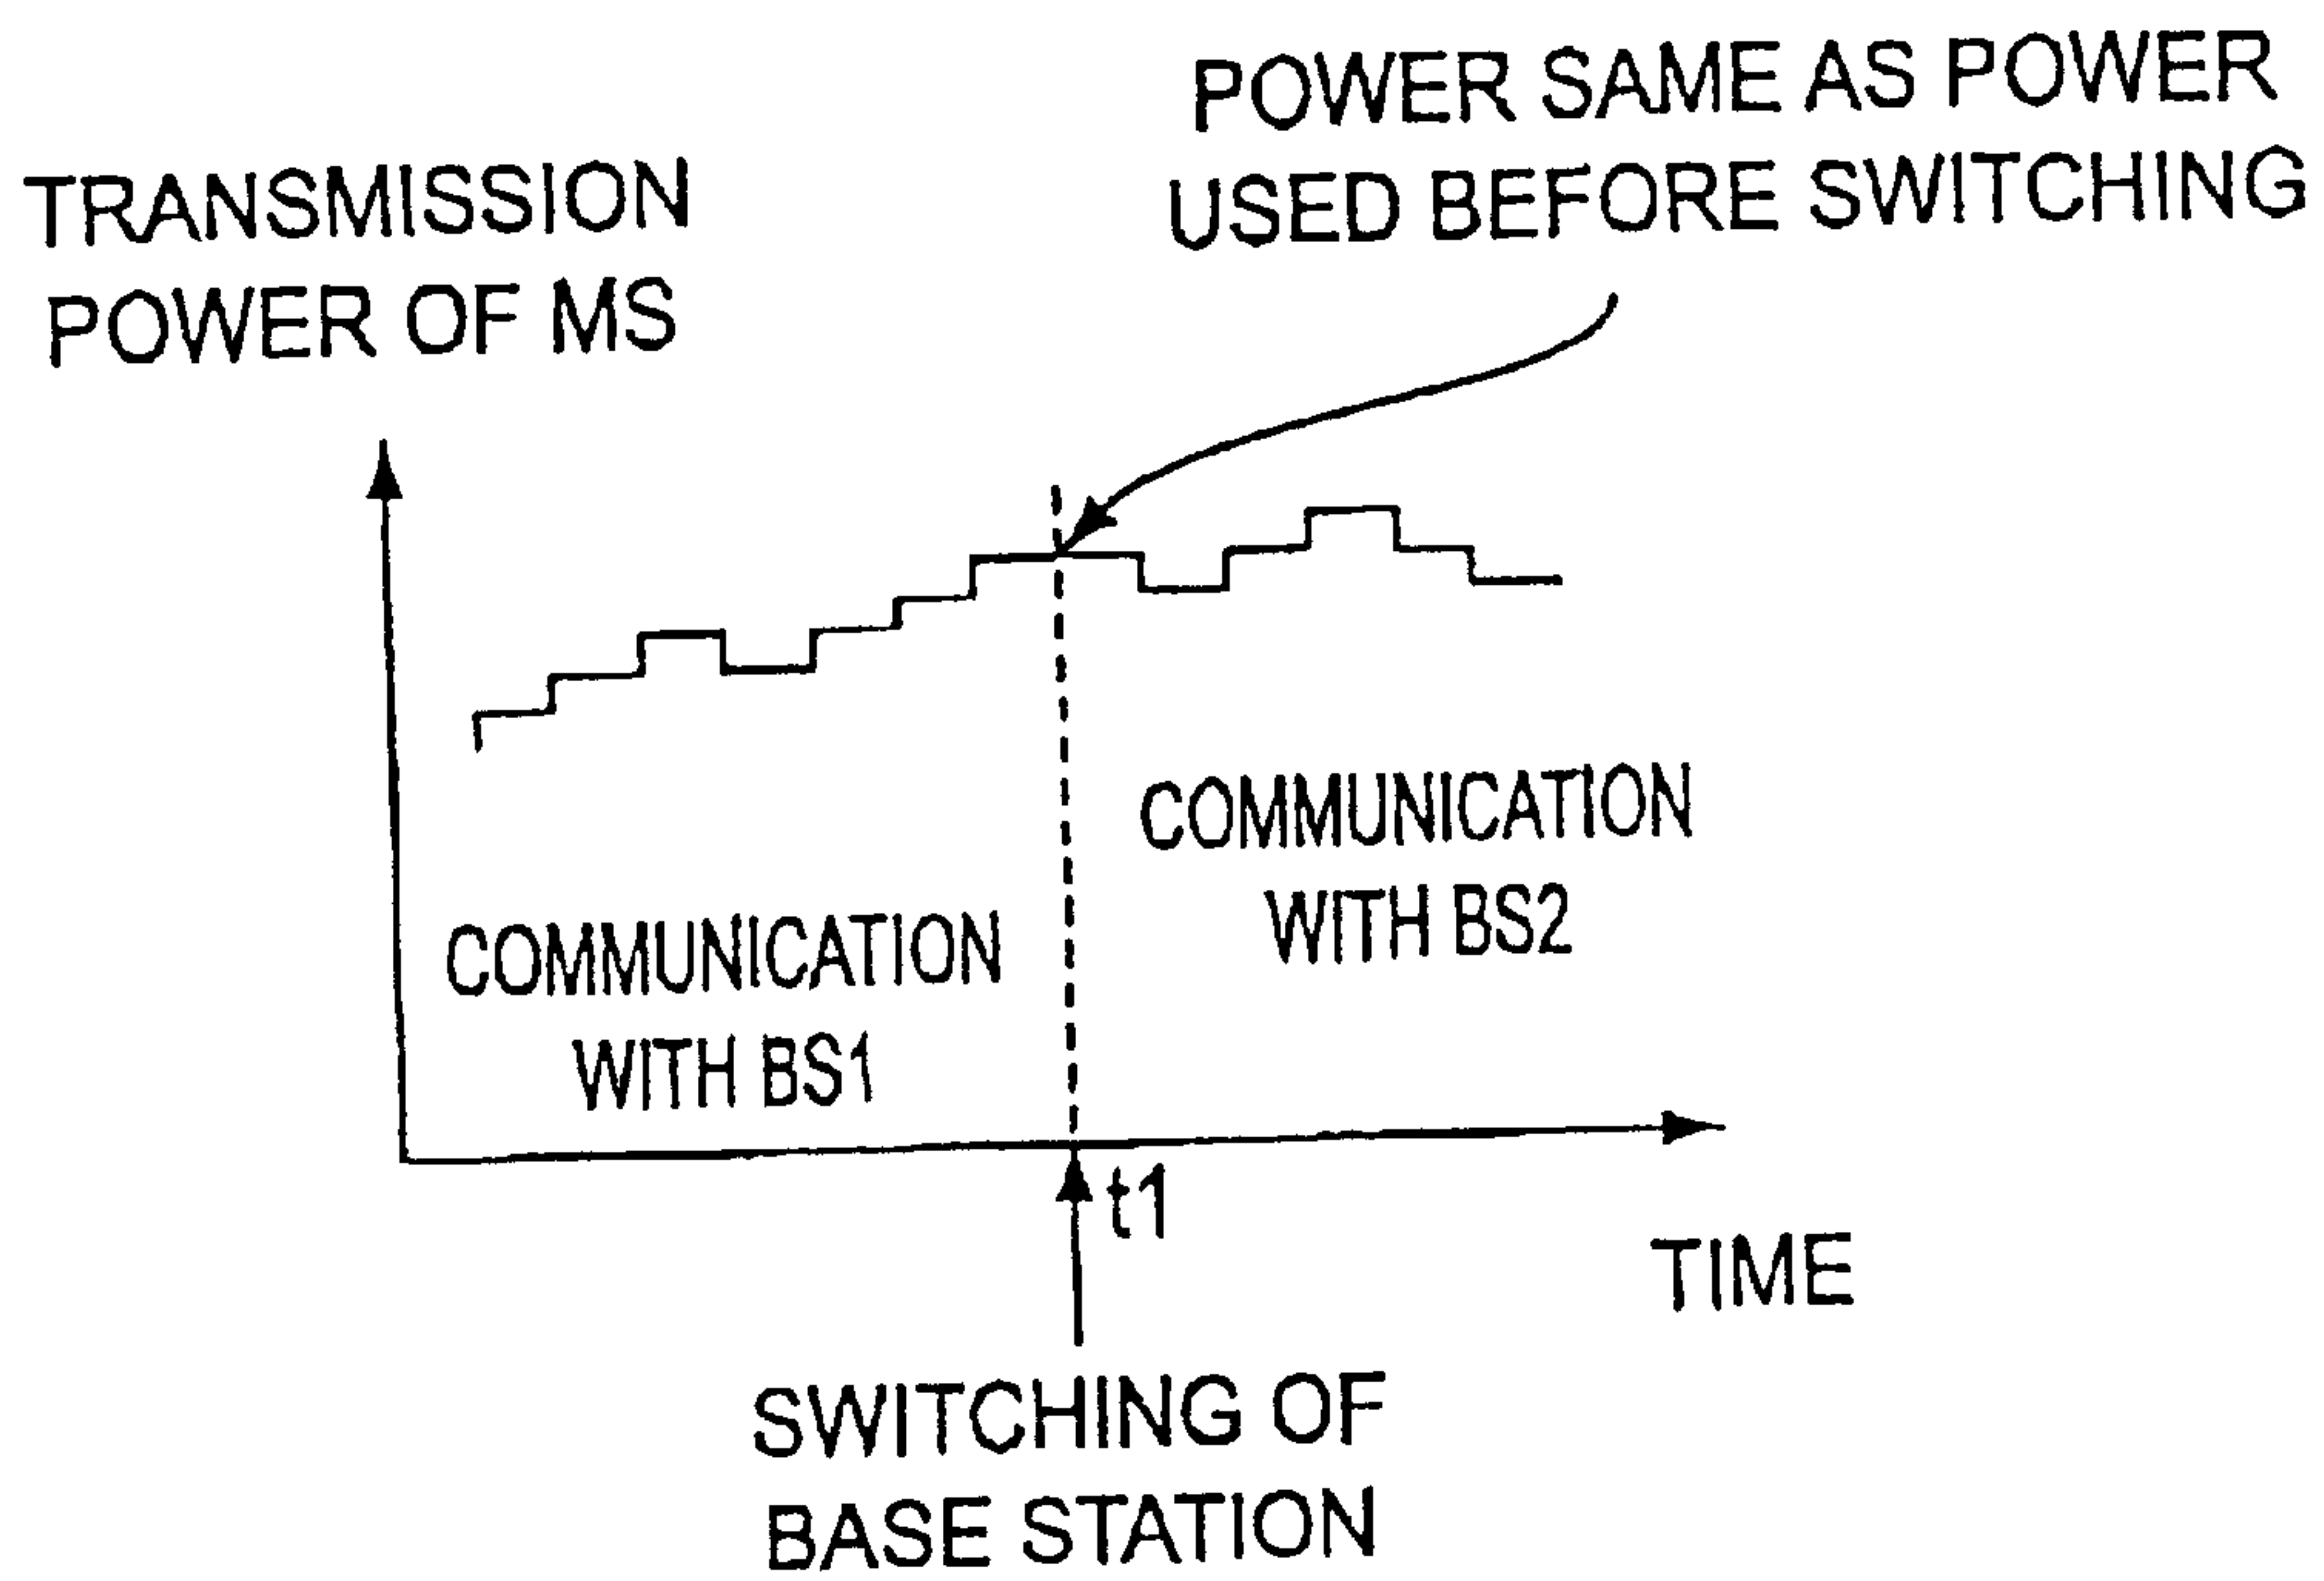 POWER SAME AS POWER
USED BEFORE SWITCHING
TRANSMISSION
POWER OF MS
COMMUNICATION
WITH BS2
COMMUNICATION
WITH BS1
t1
TIME
SWITCHING OF
BASE STATION